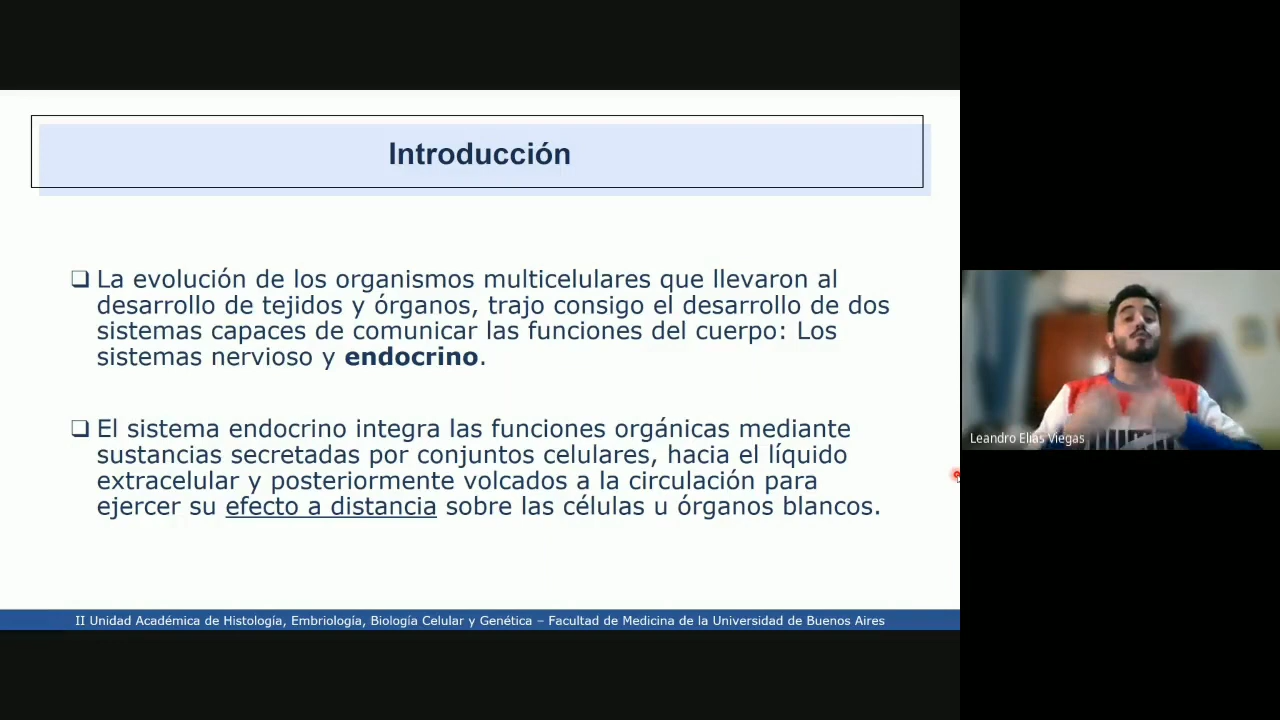 Introducción
❑ La evolución de los organismos multicelulares que llevaron al
desarrollo de tejidos y órganos, trajo consigo el desarrollo de dos
sistemas capaces de comunicar las funciones del cuerpo: Los
sistemas nervioso y endocrino.
❑ El sistema endocrino integra las funciones orgánicas mediante
sustancias secretadas por conjuntos celulares, hacia el líquido
extracelular y posteriormente volcados a la circulación para
ejercer su efecto a distancia sobre las células u órganos blancos.
II Unidad Académica de Histología, Embriología, Biología Celular y Genética – Facultad de Medicina de la Universidad de Buenos Aires
Leandro Elias Viegas